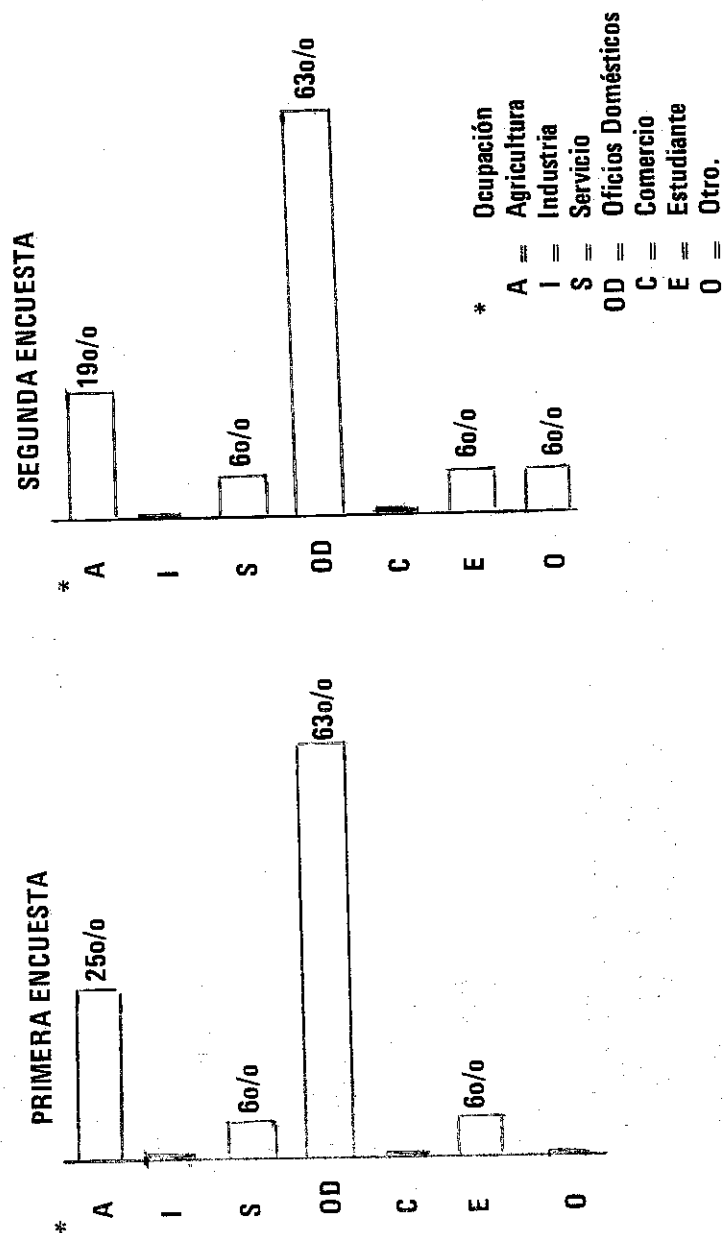 PRIMERA ENCUESTA
*
A 25o/o
I
S 6o/o
OD 63o/o
C
E 6o/o
O
SEGUNDA ENCUESTA
*
A 19o/o
I
S 6o/o
OD 63o/o
C
E 6o/o
O 6o/o
* Ocupación
A = Agricultura
I = Industria
S = Servicio
OD = Oficios Domésticos
C = Comercio
E = Estudiante
O = Otro.